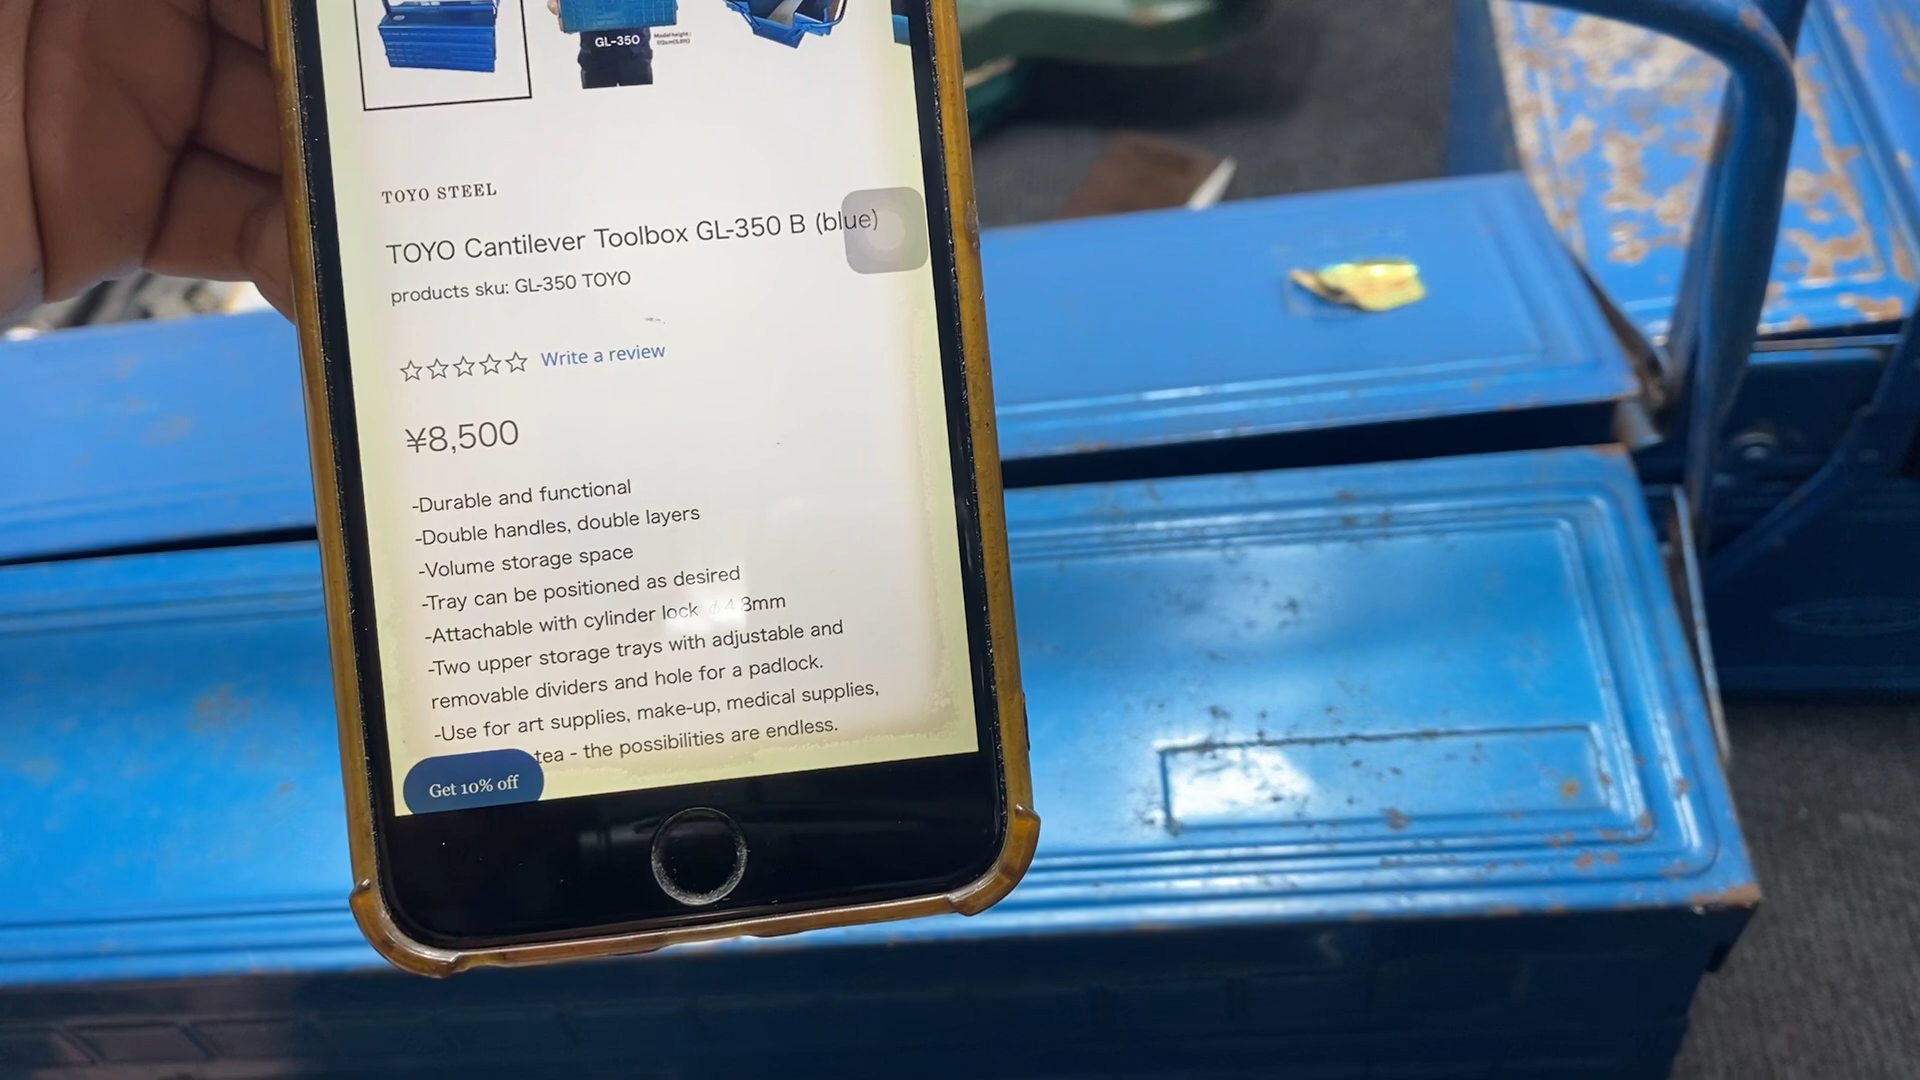 GL-350
Model height:
TOYO STEEL
TOYO Cantilever Toolbox GL-350 B (blue)
products sku: GL-350 TOYO
Write a review
¥8,500
-Durable and functional
-Double handles, double layers
-Volume storage space
-Tray can be positioned as desired
-Attachable with cylinder lock
-Two upper storage trays with adjustable and
removable dividers and hole for a padlock.
-Use for art supplies, make-up, medical supplies,
tea - the possibilities are endless.
Get 10% off